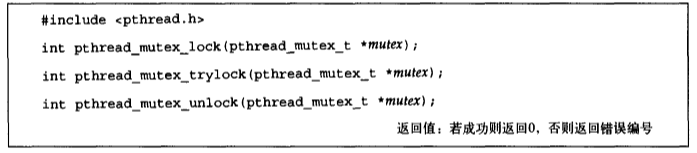 #include <pthread.h>
int pthread_mutex_lock(pthread_mutex_t *mutex);
int pthread_mutex_trylock(pthread_mutex_t *mutex);
int pthread_mutex_unlock(pthread_mutex_t *mutex);
返回值：若成功则返回0，否则返回错误编号